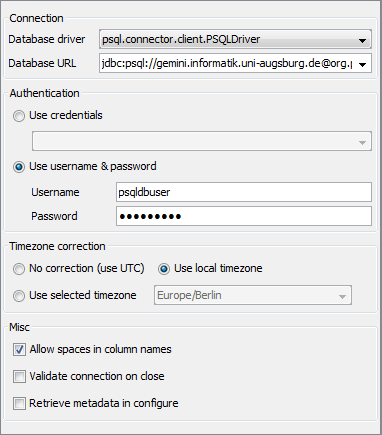 Connection
Database driver psql.connector.client.PSQLDriver
Database URL jdbc:psql://gemini.informatik.uni-augsburg.de@org.p
Authentication
Use credentials
Use username & password
Username psqldbuser
Password •••••••••
Timezone correction
No correction (use UTC) Use local timezone
Use selected timezone Europe/Berlin
Misc
Allow spaces in column names
Validate connection on close
Retrieve metadata in configure